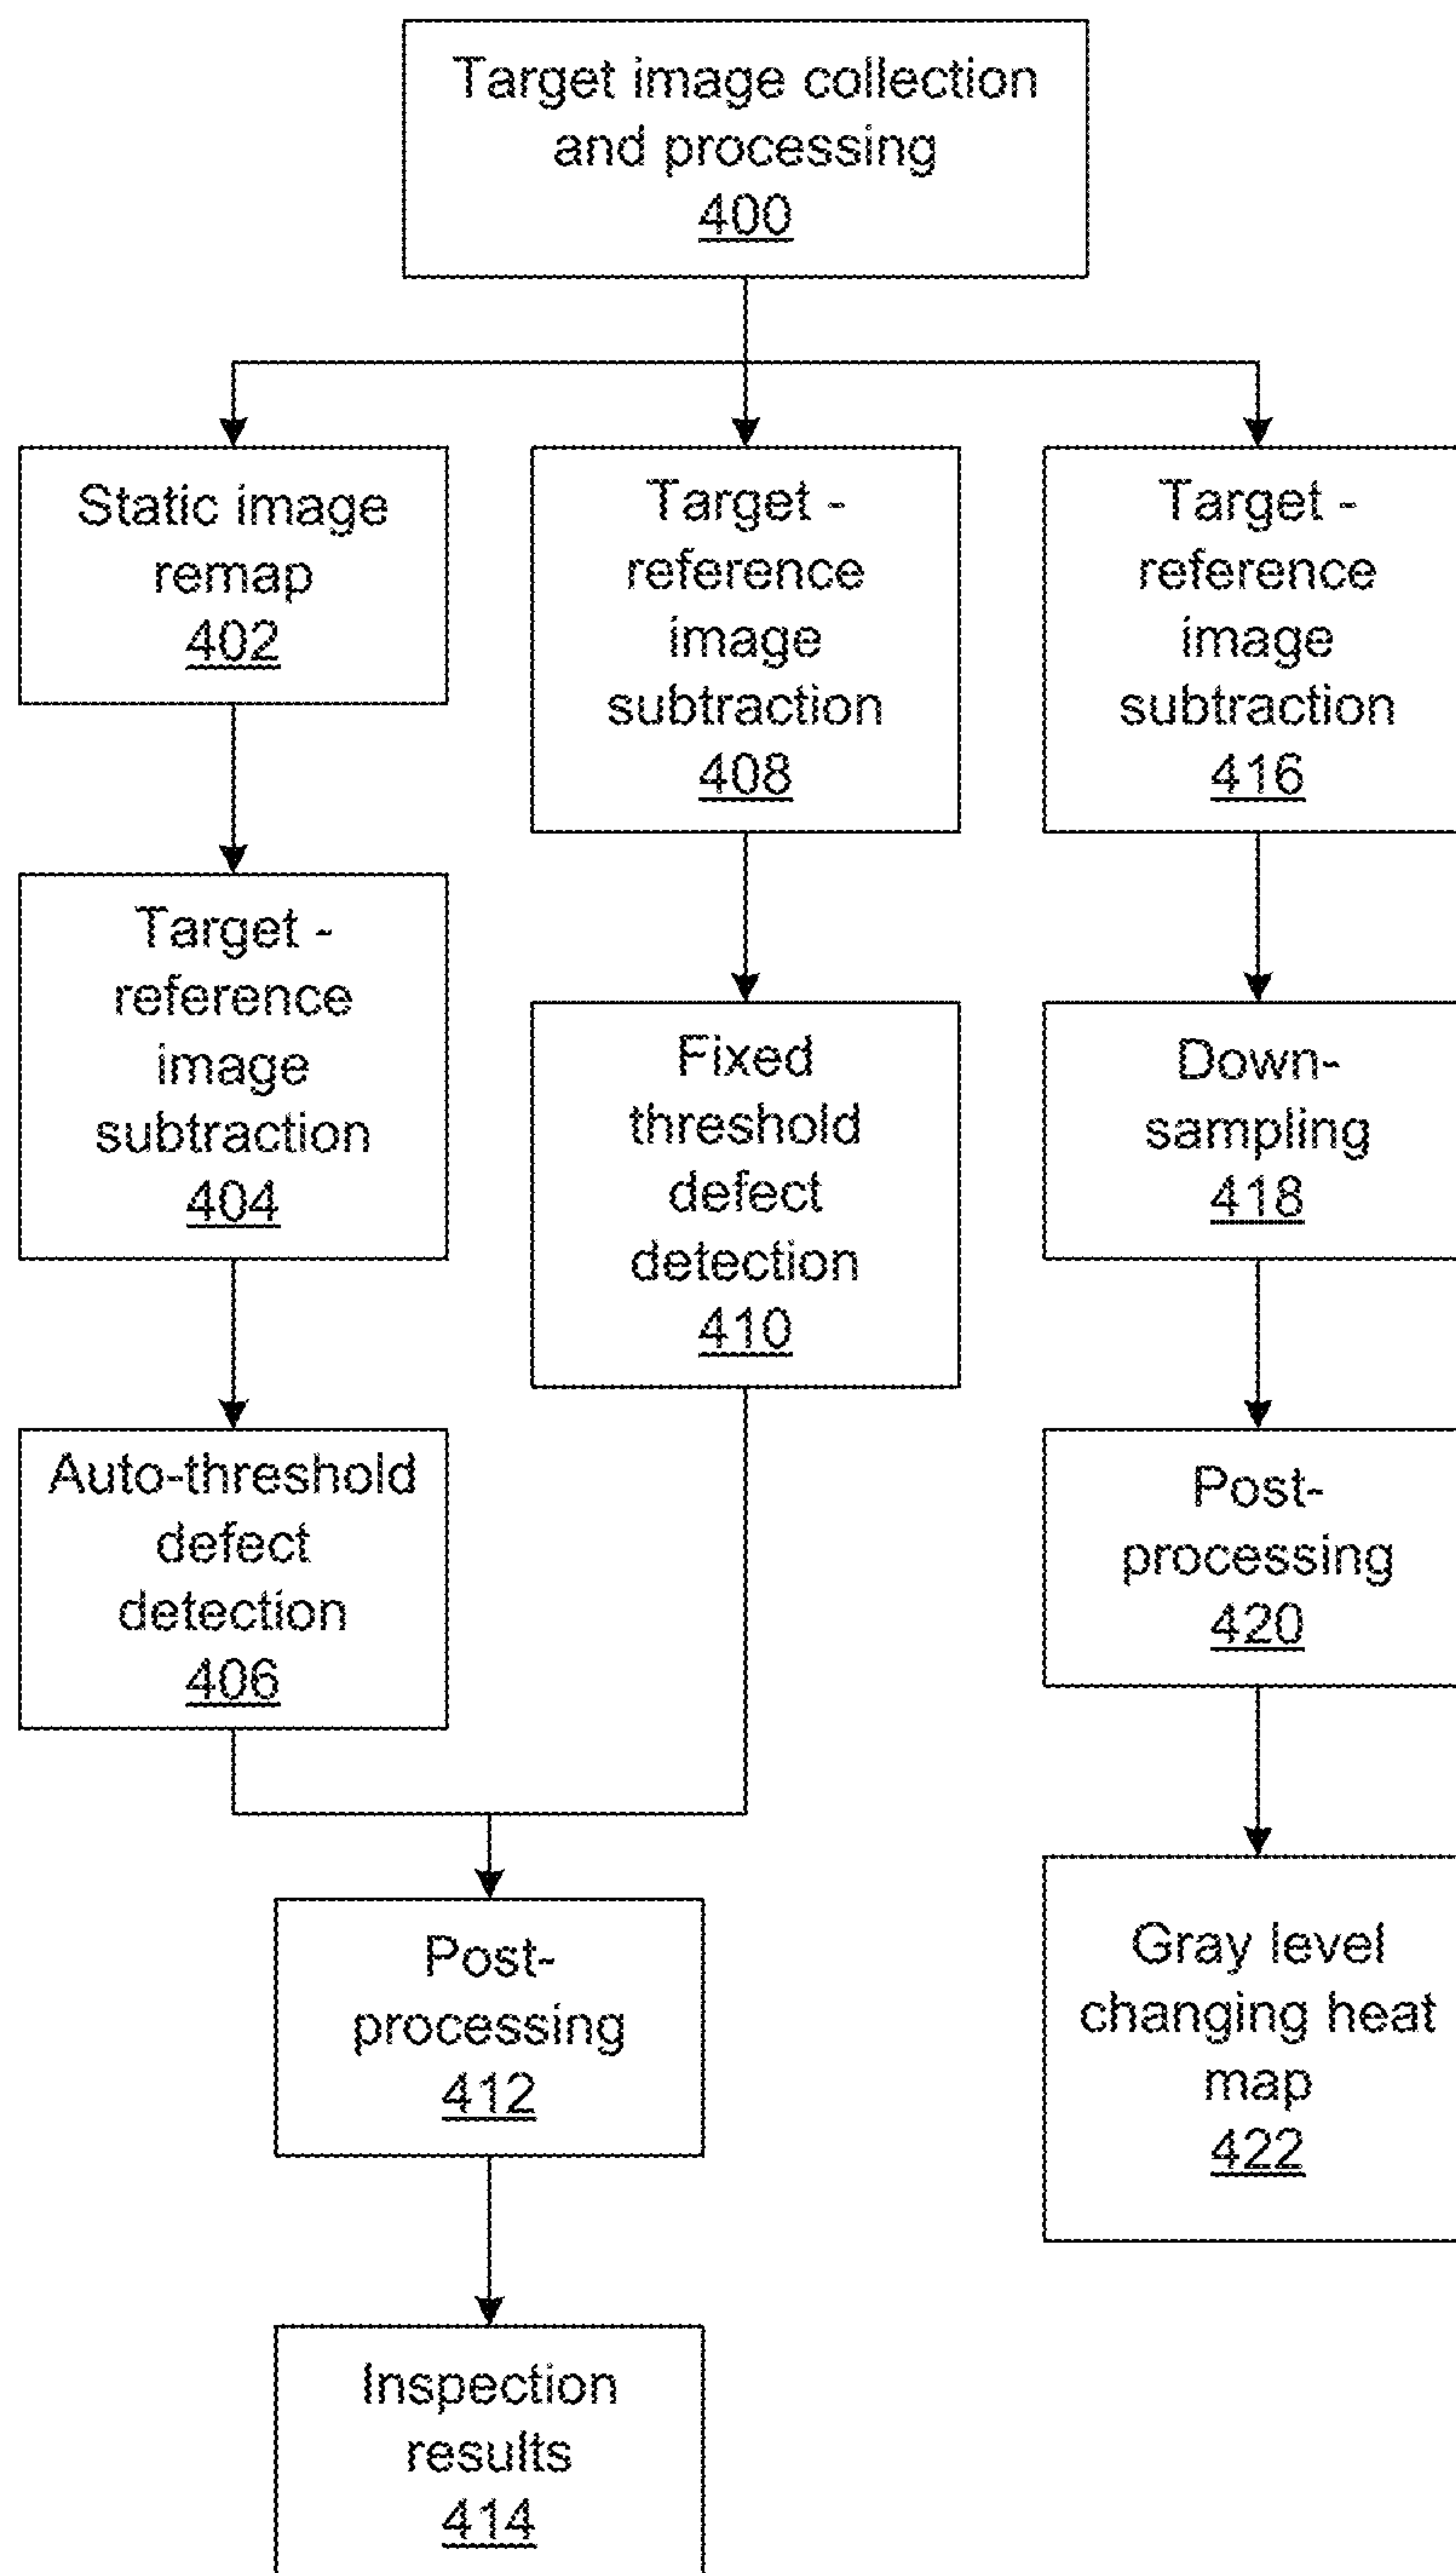 Target image collection
and processing
400
Static image
remap
402
Target -
reference
image
subtraction
404
Auto-threshold
defect
detection
406
Target -
reference
image
subtraction
408
Fixed
threshold
defect
detection
410
Post-
processing
412
Inspection
results
414
Target -
reference
image
subtraction
416
Down-
sampling
418
Post-
processing
420
Gray level
changing heat
map
422